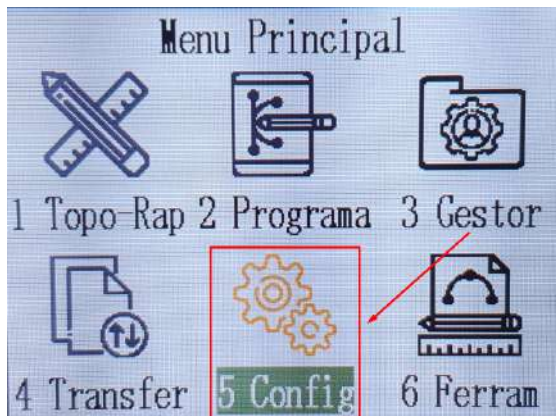 Menu Principal
1 Topo-Rap 2 Programa 3 Gestor
4 Transfer 5 Config 6 Ferram